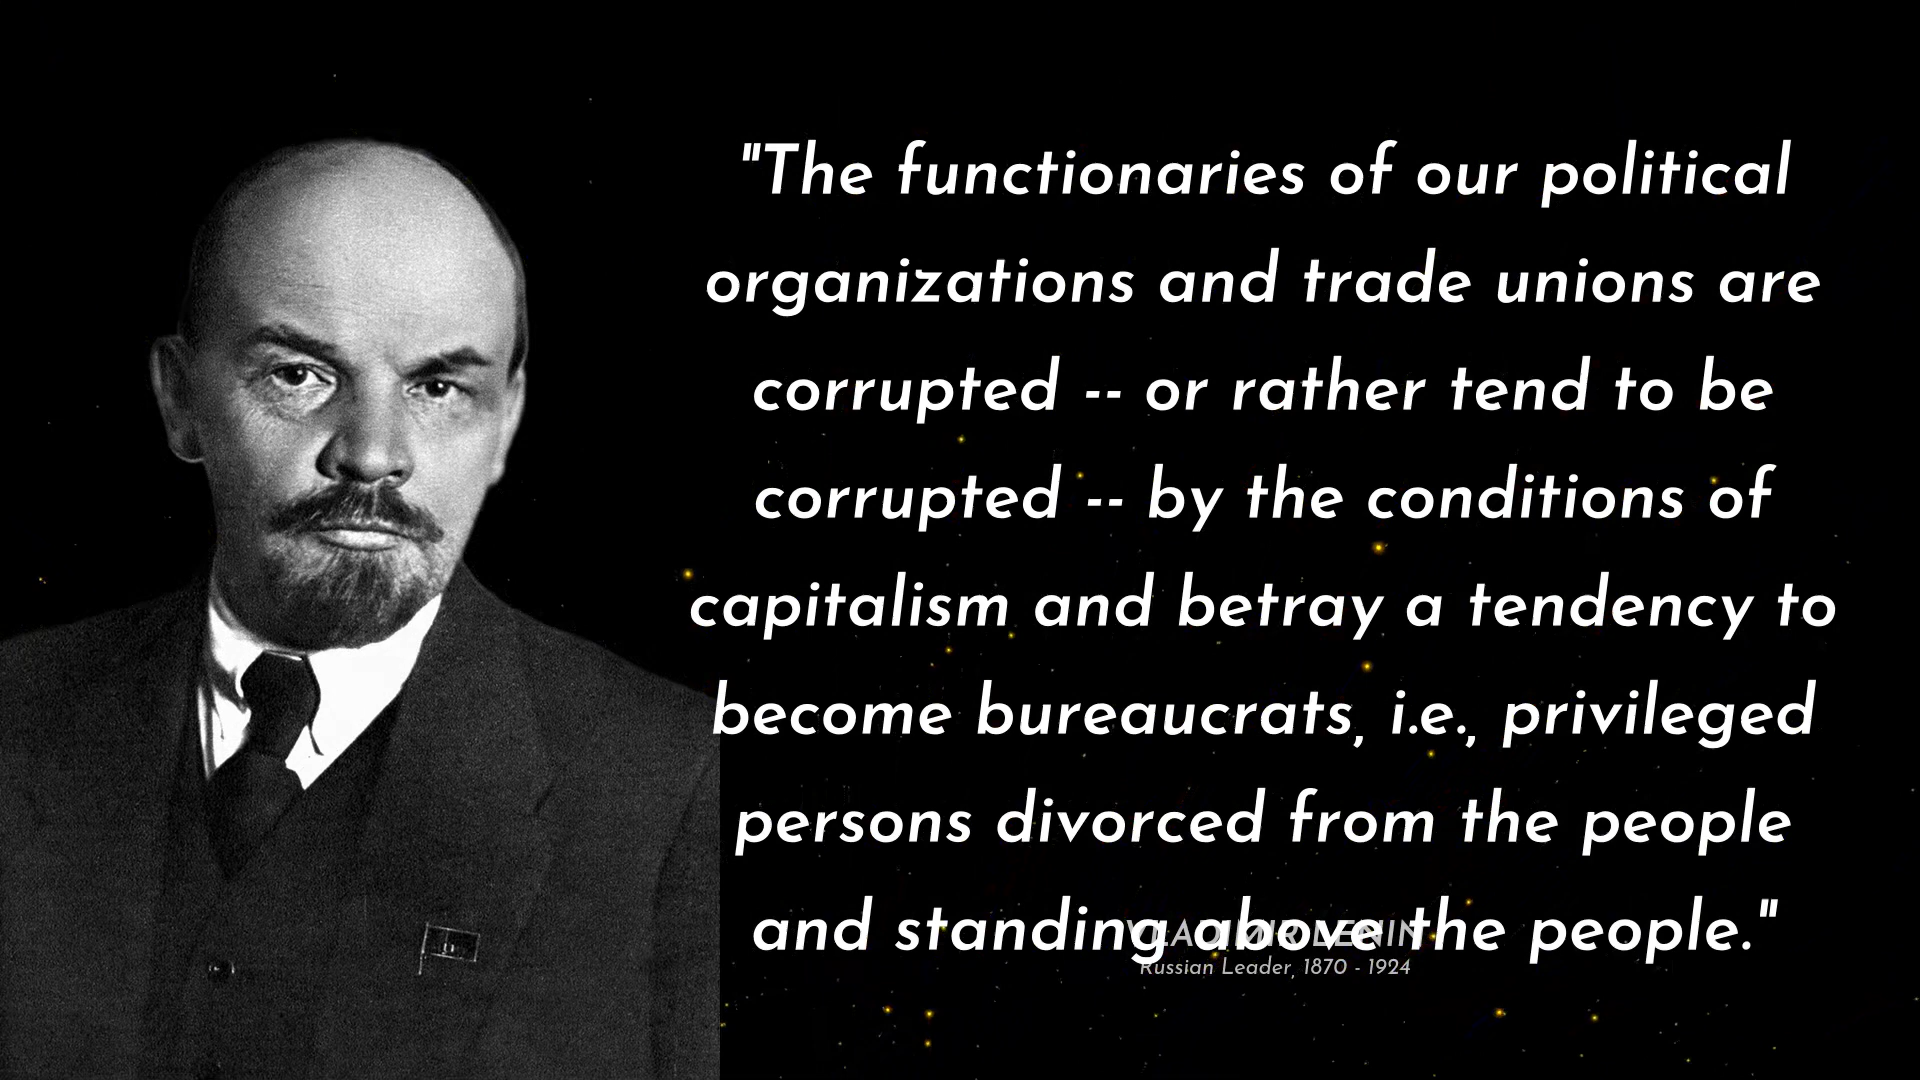 "The functionaries of our political
organizations and trade unions are
corrupted -- or rather tend to be
corrupted -- by the conditions of
capitalism and betray a tendency to
become bureaucrats, i.e., privileged
persons divorced from the people
and standing above the people."
VLADIMIR LENIN
Russian Leader, 1870 - 1924